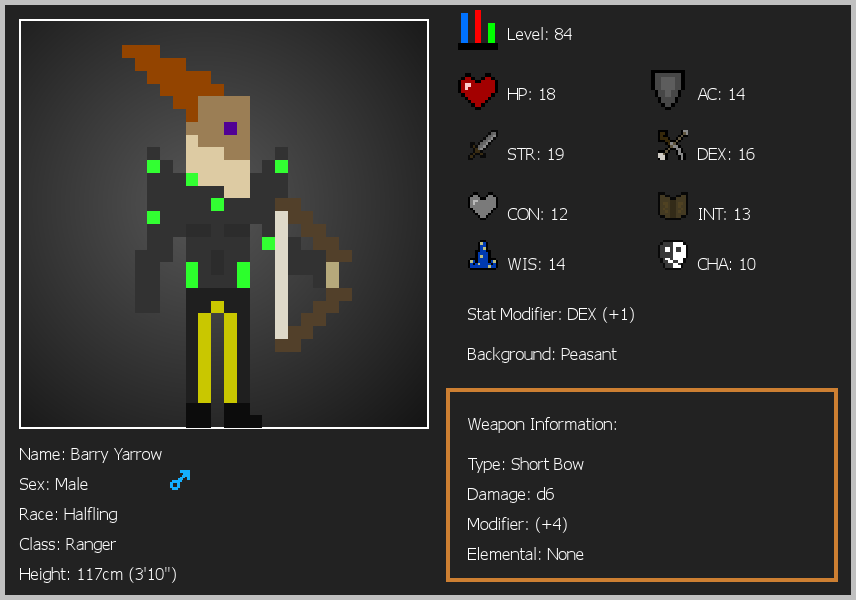 Level: 84
HP: 18
AC: 14
STR: 19
DEX: 16
CON: 12
INT: 13
WIS: 14
CHA: 10
Stat Modifier: DEX (+1)
Background: Peasant
Weapon Information:
Type: Short Bow
Damage: d6
Modifier: (+4)
Elemental: None
Name: Barry Yarrow
Sex: Male
Race: Halfling
Class: Ranger
Height: 117cm (3'10")